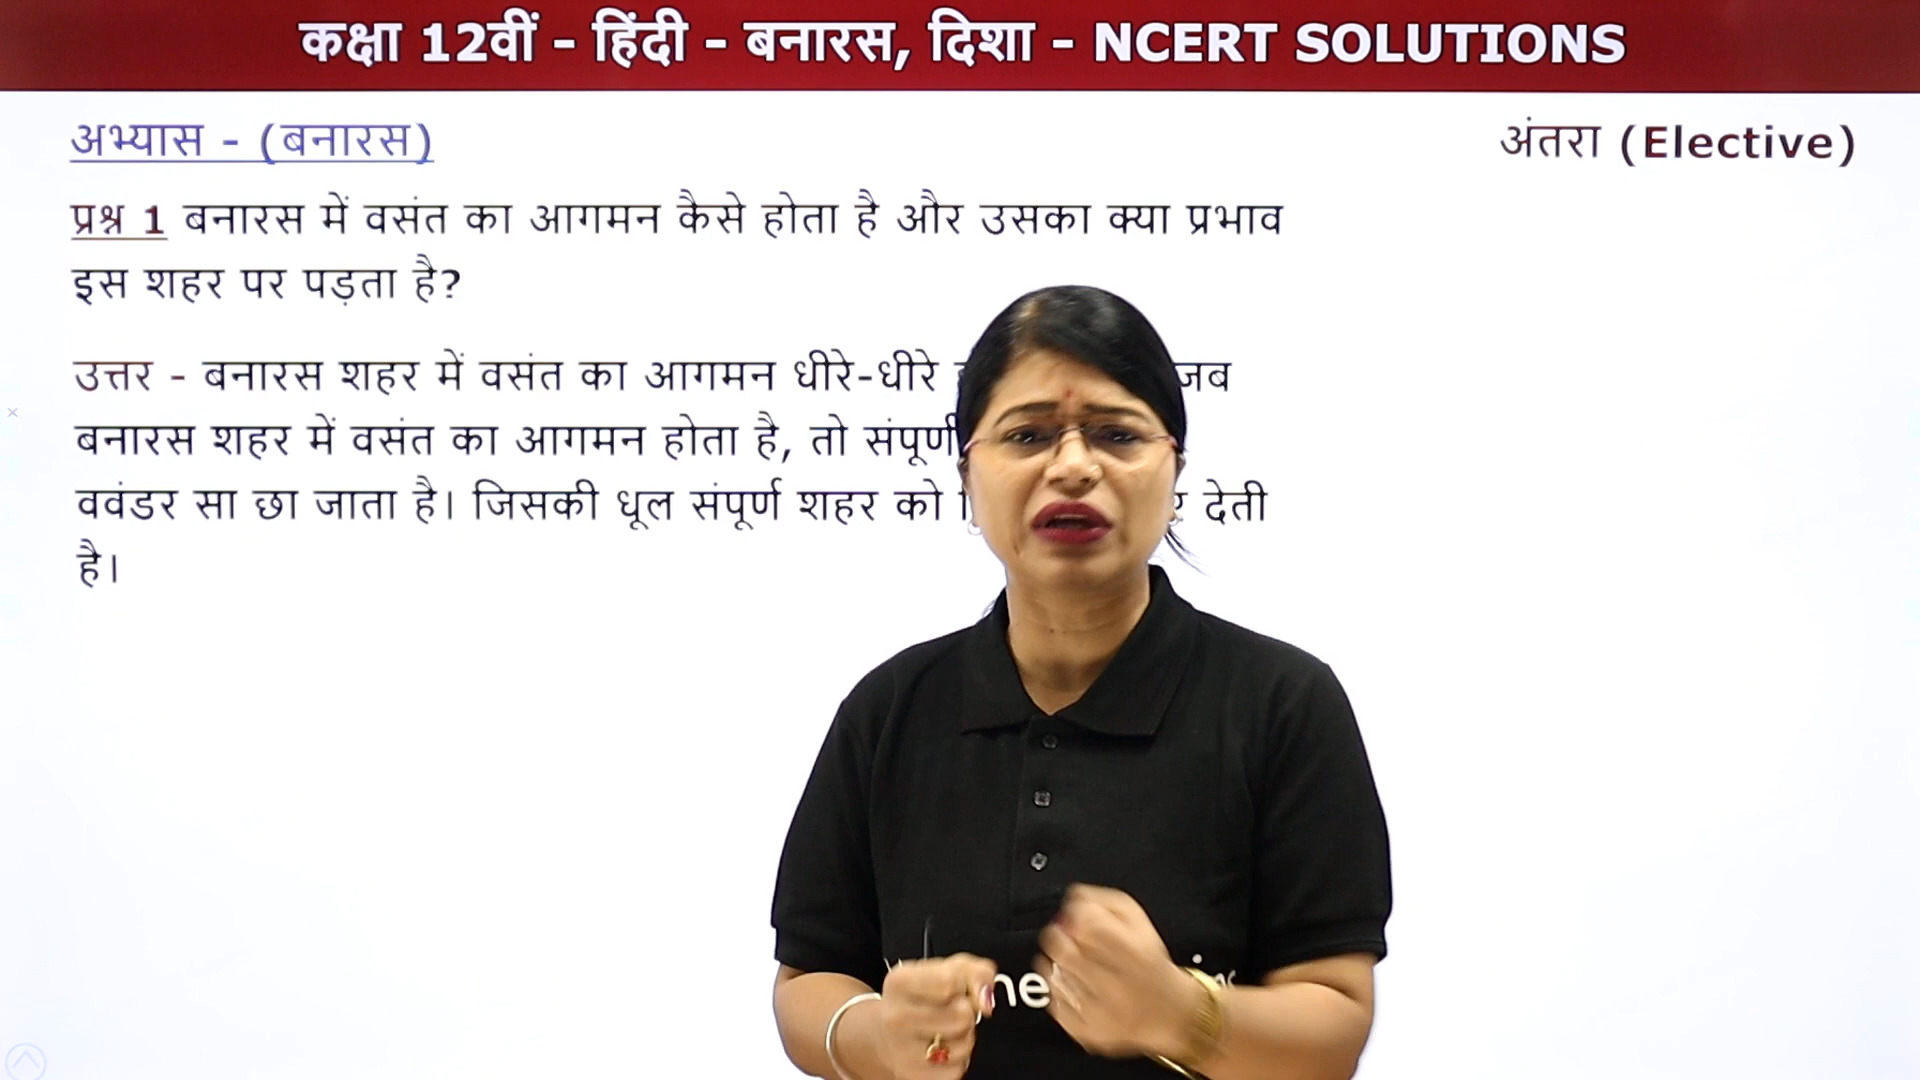 कक्षा 12वीं - हिंदी - बनारस, दिशा - NCERT SOLUTIONS
अभ्यास - (बनारस)
अंतरा (Elective)
प्रश्न 1 बनारस में वसंत का आगमन कैसे होता है और उसका क्या प्रभाव
इस शहर पर पड़ता है?
उत्तर - बनारस शहर में वसंत का आगमन धीरे-धीरे जब
बनारस शहर में वसंत का आगमन होता है, तो संपूर्ण
ववंडर सा छा जाता है। जिसकी धूल संपूर्ण शहर को देती
है।